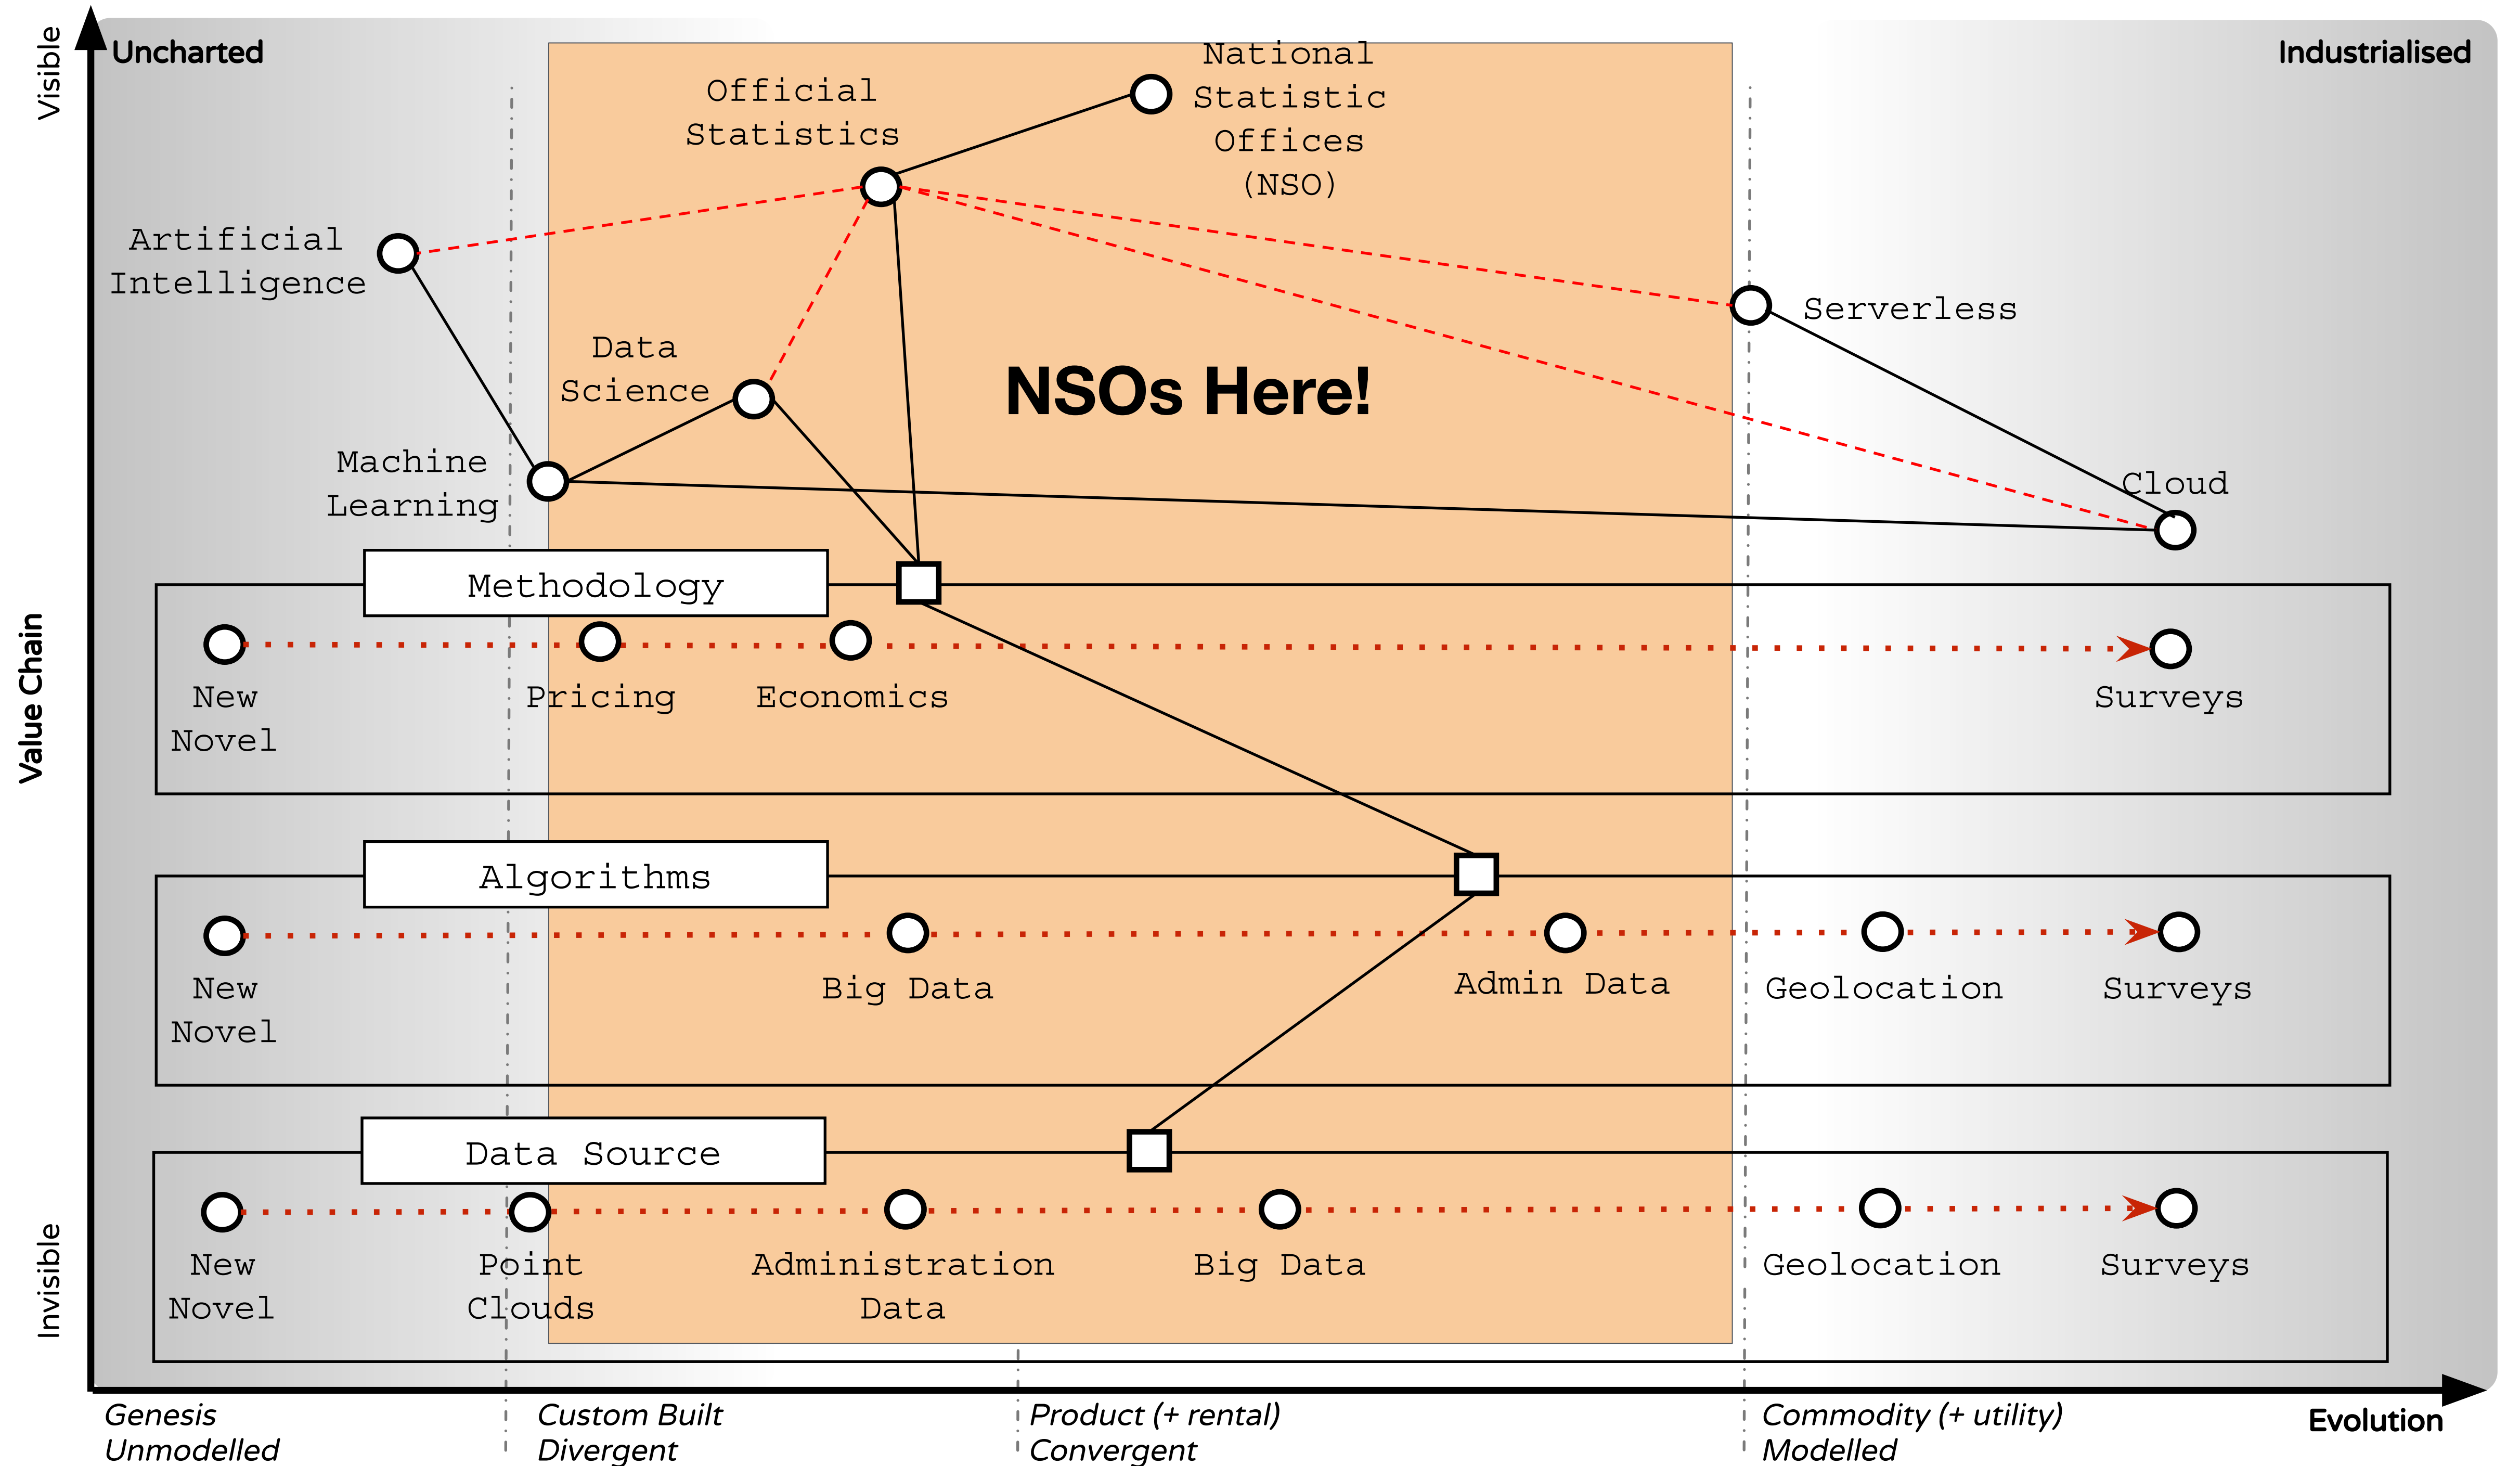 Visible
Uncharted
Industrialised
National
Statistic
Offices
(NSO)
Official
Statistics
Artificial
Intelligence
Serverless
Data
Science
NSOs Here!
Machine
Learning
Cloud
Value Chain
Methodology
New
Novel
Pricing
Economics
Surveys
Algorithms
New
Novel
Big Data
Admin Data
Geolocation
Surveys
Data Source
New
Novel
Point
Clouds
Administration
Data
Big Data
Geolocation
Surveys
Invisible
Genesis
Unmodelled
Custom Built
Divergent
Product (+ rental)
Convergent
Commodity (+ utility)
Modelled
Evolution